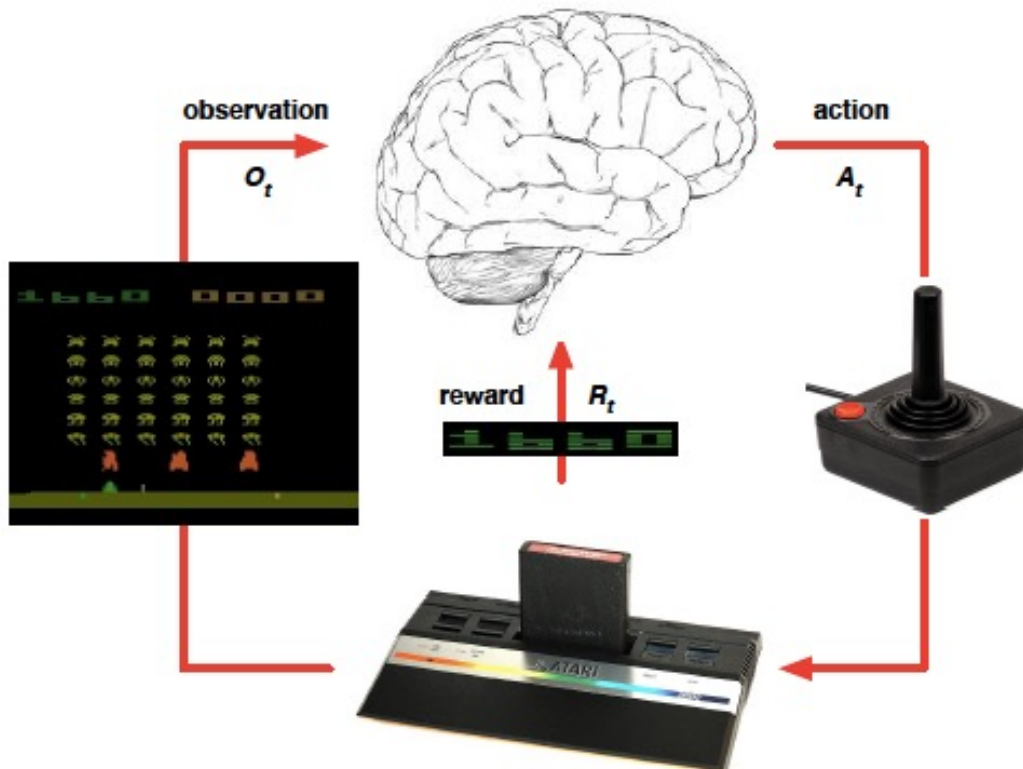 observation
action
O_t
A_t
1660 0000
reward
R_t
1660
ATARI